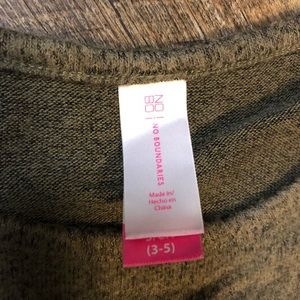 NO
BO
NO BOUNDARIES
Made in/
Hecho en
China
(3-5)